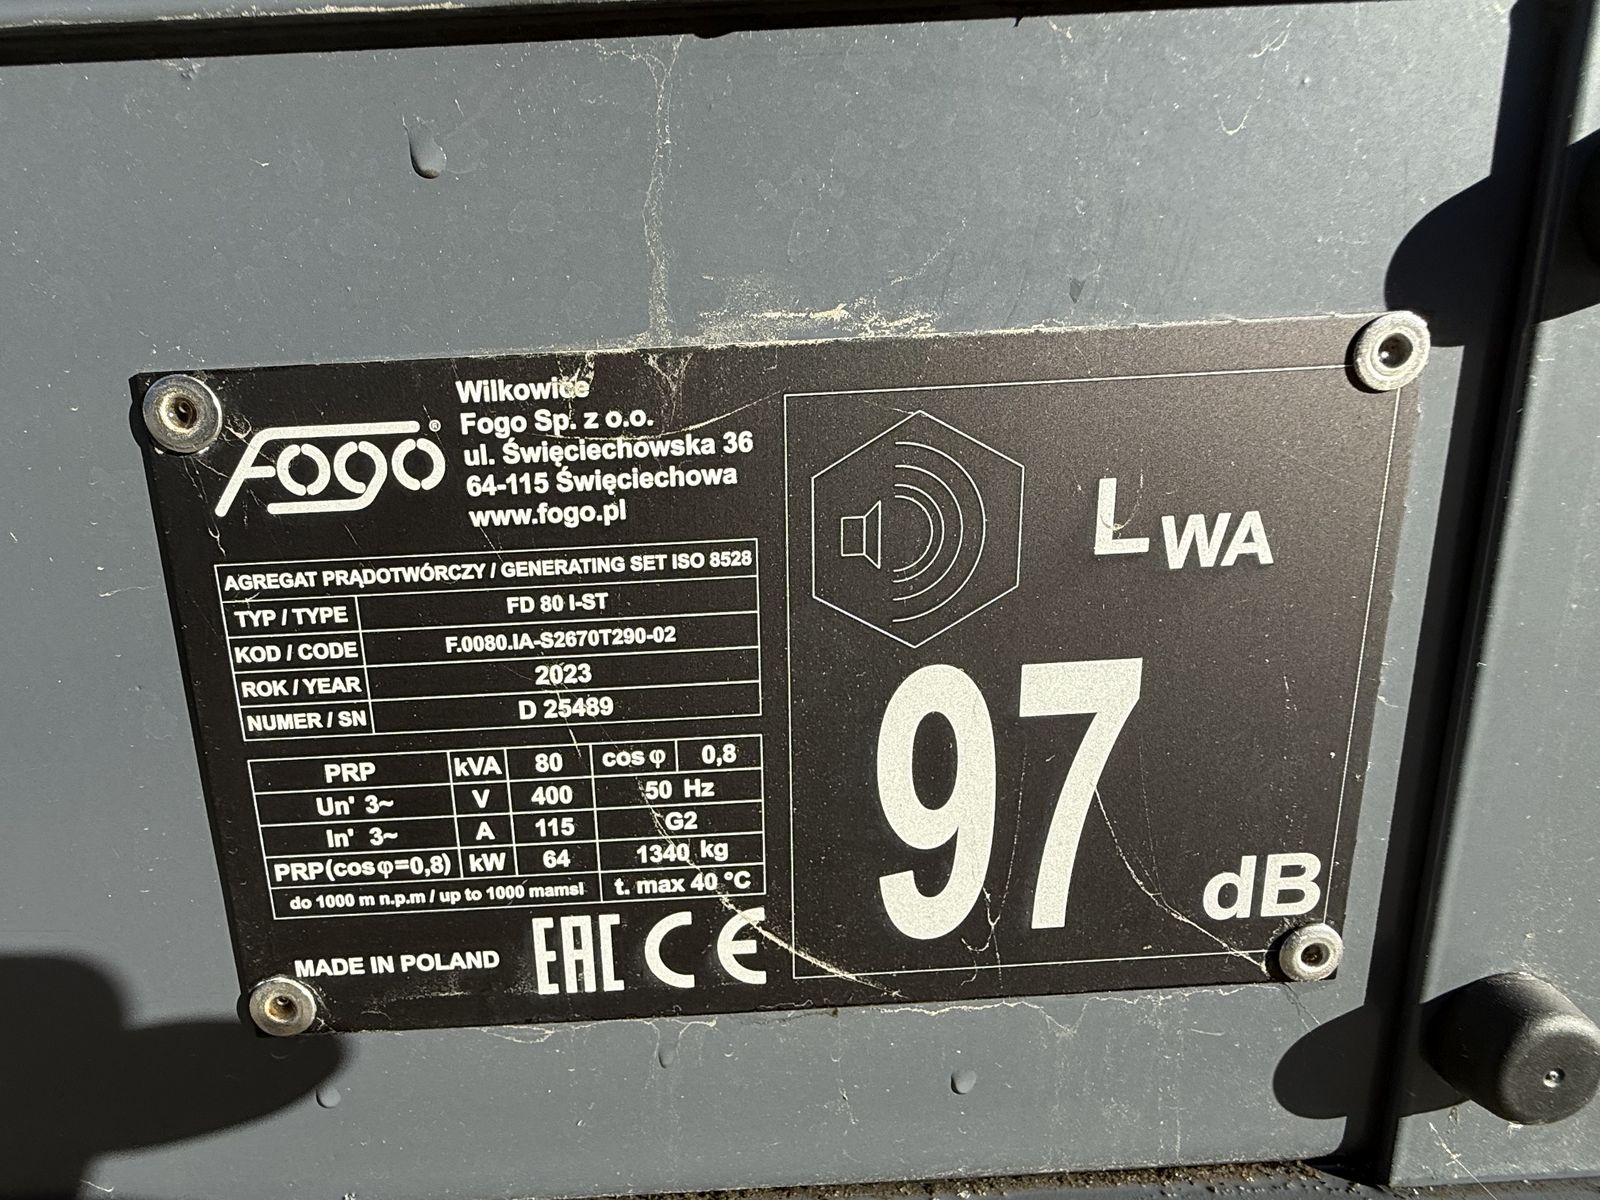 Fogo®
Wilkowice
Fogo Sp. z o.o.
ul. Święciechowska 36
64-115 Święciechowa
www.fogo.pl
AGREGAT PRĄDOTWÓRCZY / GENERATING SET ISO 8528
TYP / TYPE FD 80 I-ST
KOD / CODE F.0080.IA-S2670T290-02
ROK / YEAR 2023
NUMER / SN D 25489
PRP kVA 80 cos φ 0,8
Un' 3~ V 400 50 Hz
In' 3~ A 115 G2
PRP(cos φ=0,8) kW 64 1340 kg
do 1000 m n.p.m / up to 1000 mamsl t. max 40 °C
MADE IN POLAND EAC CE
LWA
97
dB